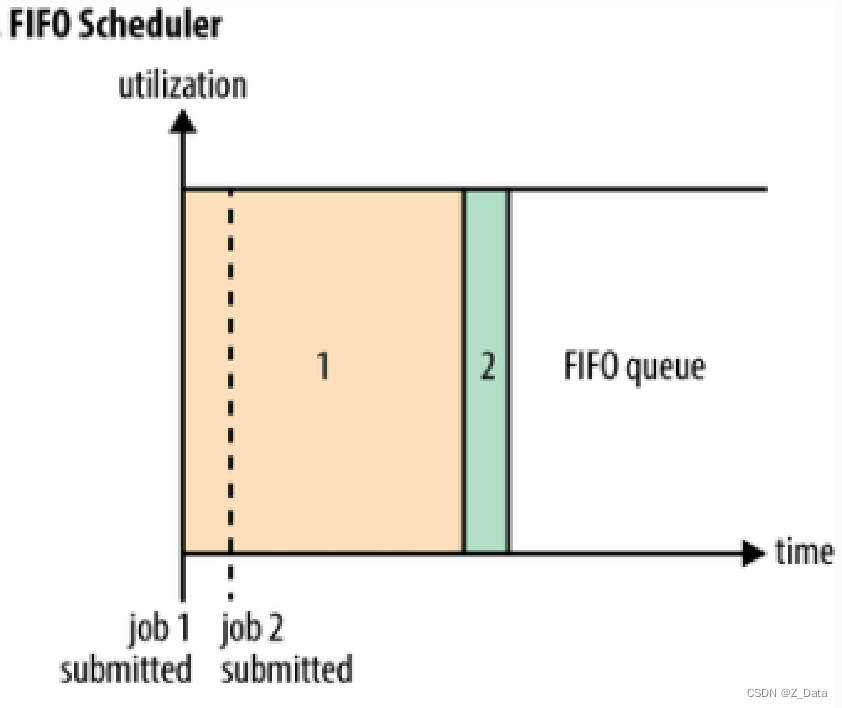 FIFO Scheduler
utilization
1
2
FIFO queue
time
job 1
submitted
job 2
submitted
CSDN @Z_Data